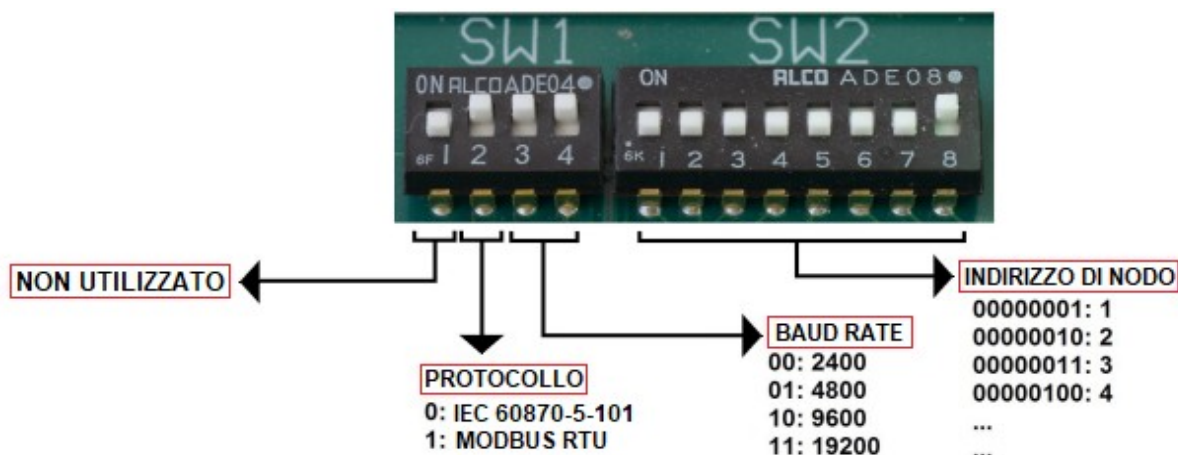 SW1 SW2
ON ALCO ADE04
ON ALCO ADE08
6F 1 2 3 4
6K 1 2 3 4 5 6 7 8
NON UTILIZZATO
PROTOCOLLO
0: IEC 60870-5-101
1: MODBUS RTU
BAUD RATE
00: 2400
01: 4800
10: 9600
11: 19200
INDIRIZZO DI NODO
00000001: 1
00000010: 2
00000011: 3
00000100: 4
...
...